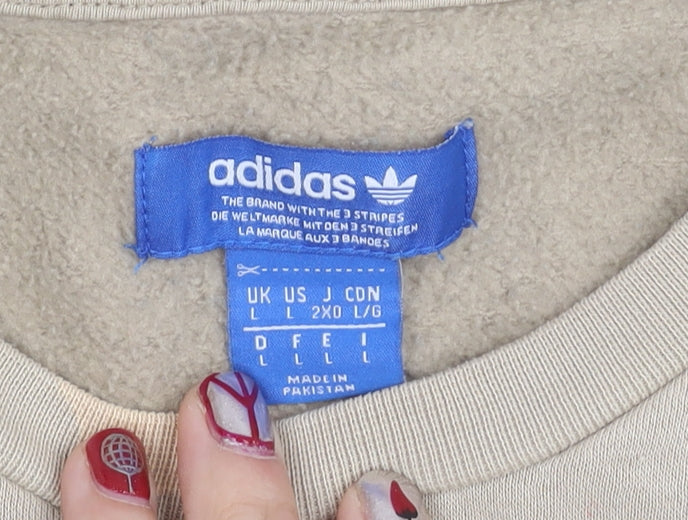 adidas
THE BRAND WITH THE 3 STRIPES
DIE WELTMARKE MIT DEN 3 STREIFEN
LA MARQUE AUX 3 BANDES
UK US J CDN
L L 2XO L/G
D F E I
L L L L
MADE IN
PAKISTAN